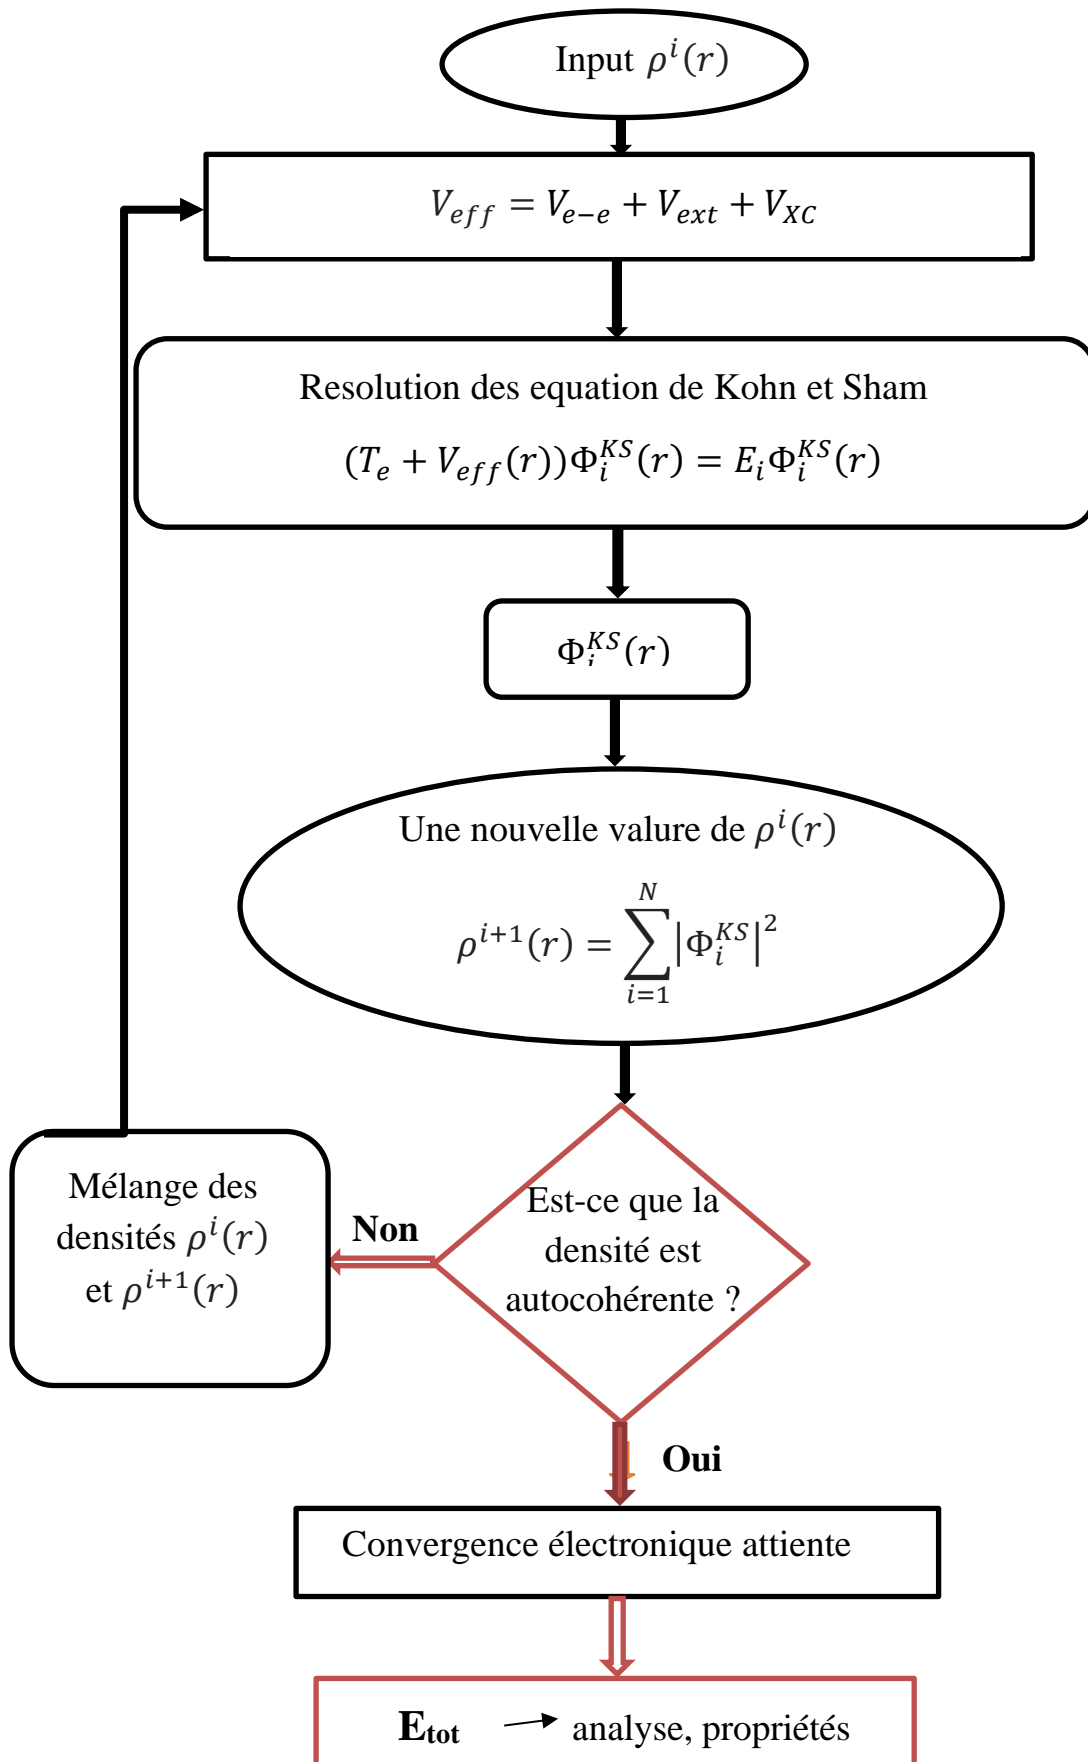 Input ρ^i(r)
V_eff = V_e−e + V_ext + V_XC
Resolution des equation de Kohn et Sham
(T_e + V_eff(r))Φ_i^KS(r) = E_iΦ_i^KS(r)
Φ_i^KS(r)
Une nouvelle valure de ρ^i(r)
ρ^{i+1}(r) = ∑_{i=1}^{N} |Φ_i^KS|^2
Est-ce que la
densité est
autocohérente ?
Non
Mélange des
densités ρ^i(r)
et ρ^{i+1}(r)
Oui
Convergence électronique attiente
E_tot → analyse, propriétés